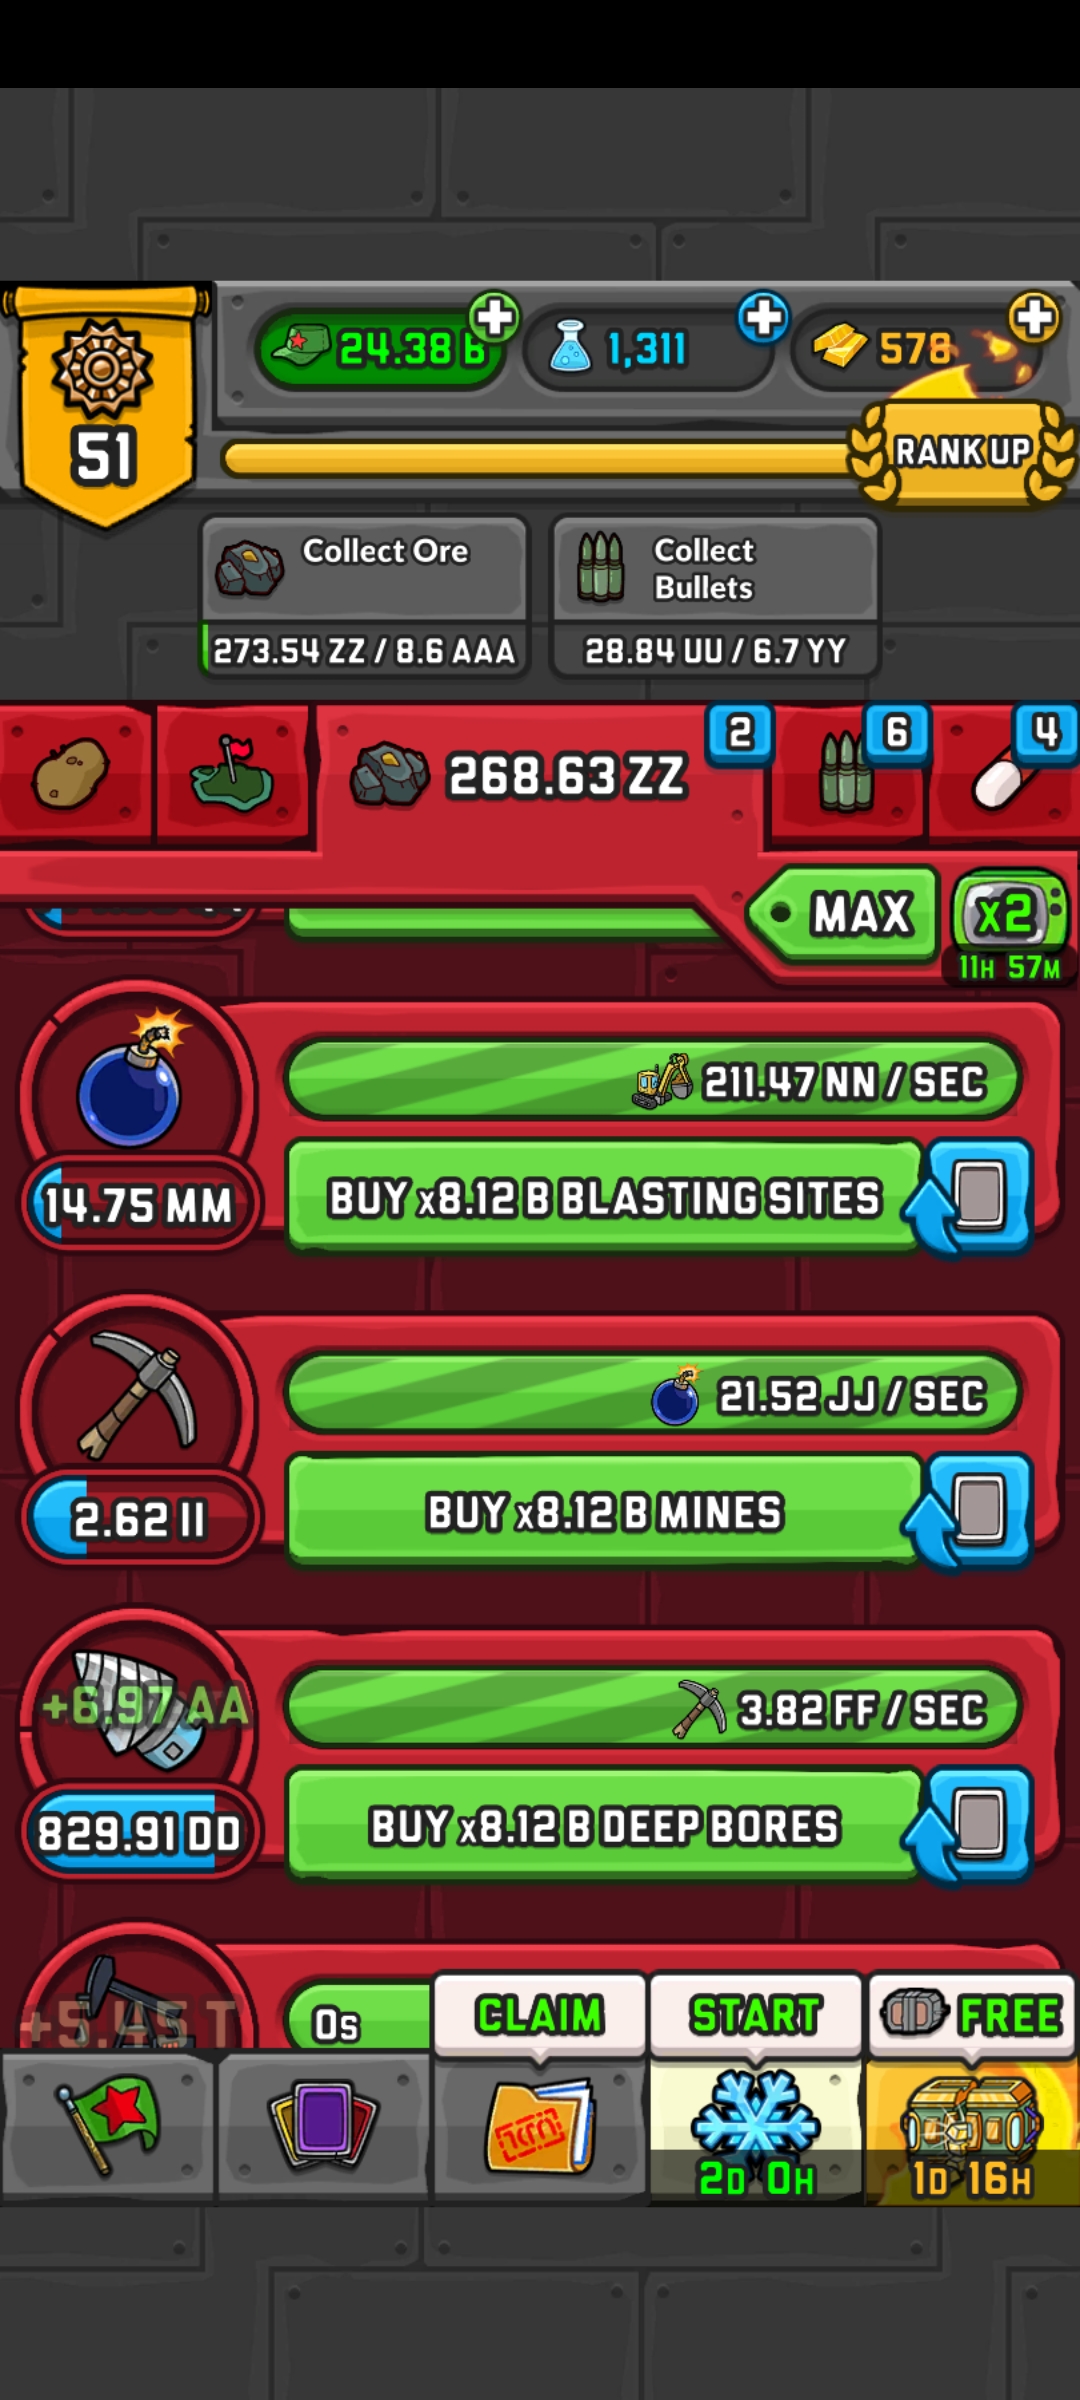 24.38 B
1,311
578
51
RANK UP
Collect Ore
273.54 ZZ / 8.6 AAA
Collect
Bullets
28.84 UU / 6.7 YY
268.63 ZZ
2
6
4
MAX
x2
11H 57M
211.47 NN / SEC
14.75 MM
BUY x8.12 B BLASTING SITES
21.52 JJ / SEC
2.62 II
BUY x8.12 B MINES
+6.97 AA
3.82 FF / SEC
829.91 DD
BUY x8.12 B DEEP BORES
+5.45 T
0s
CLAIM
START
FREE
2D 0H
1D 16H